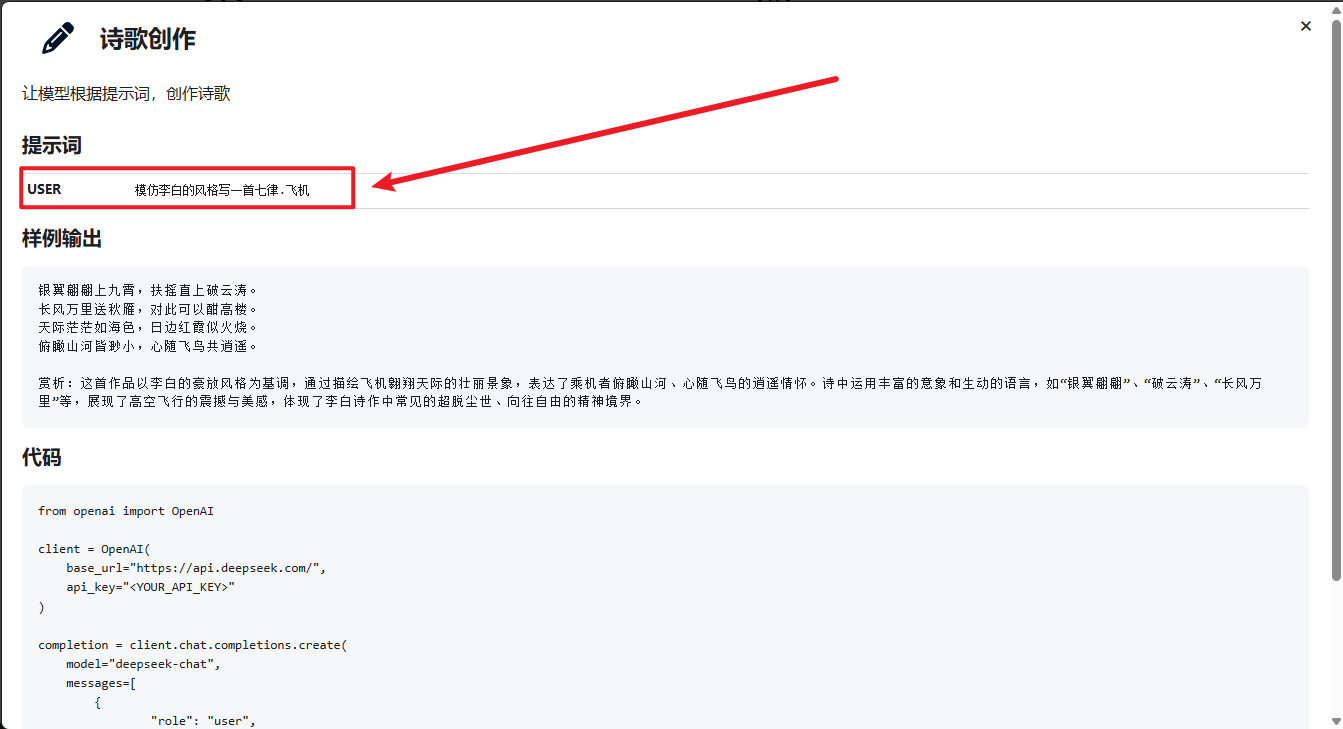 诗歌创作
×
让模型根据提示词，创作诗歌
提示词
USER 模仿李白的风格写一首七律.飞机
样例输出
银翼翩翩上九霄，扶摇直上破云涛。
长风万里送秋雁，对此可以酣高楼。
天际茫茫如海色，日边红霞似火烧。
俯瞰山河皆渺小，心随飞鸟共逍遥。
赏析：这首作品以李白的豪放风格为基调，通过描绘飞机翱翔天际的壮丽景象，表达了乘机者俯瞰山河、心随飞鸟的逍遥情怀。诗中运用丰富的意象和生动的语言，如“银翼翩翩”、“破云涛”、“长风万
里”等，展现了高空飞行的震撼与美感，体现了李白诗作中常见的超脱尘世、向往自由的精神境界。
代码
from openai import OpenAI
client = OpenAI(
    base_url="https://api.deepseek.com/",
    api_key="<YOUR_API_KEY>"
)
completion = client.chat.completions.create(
    model="deepseek-chat",
    messages=[
        {
                "role": "user",